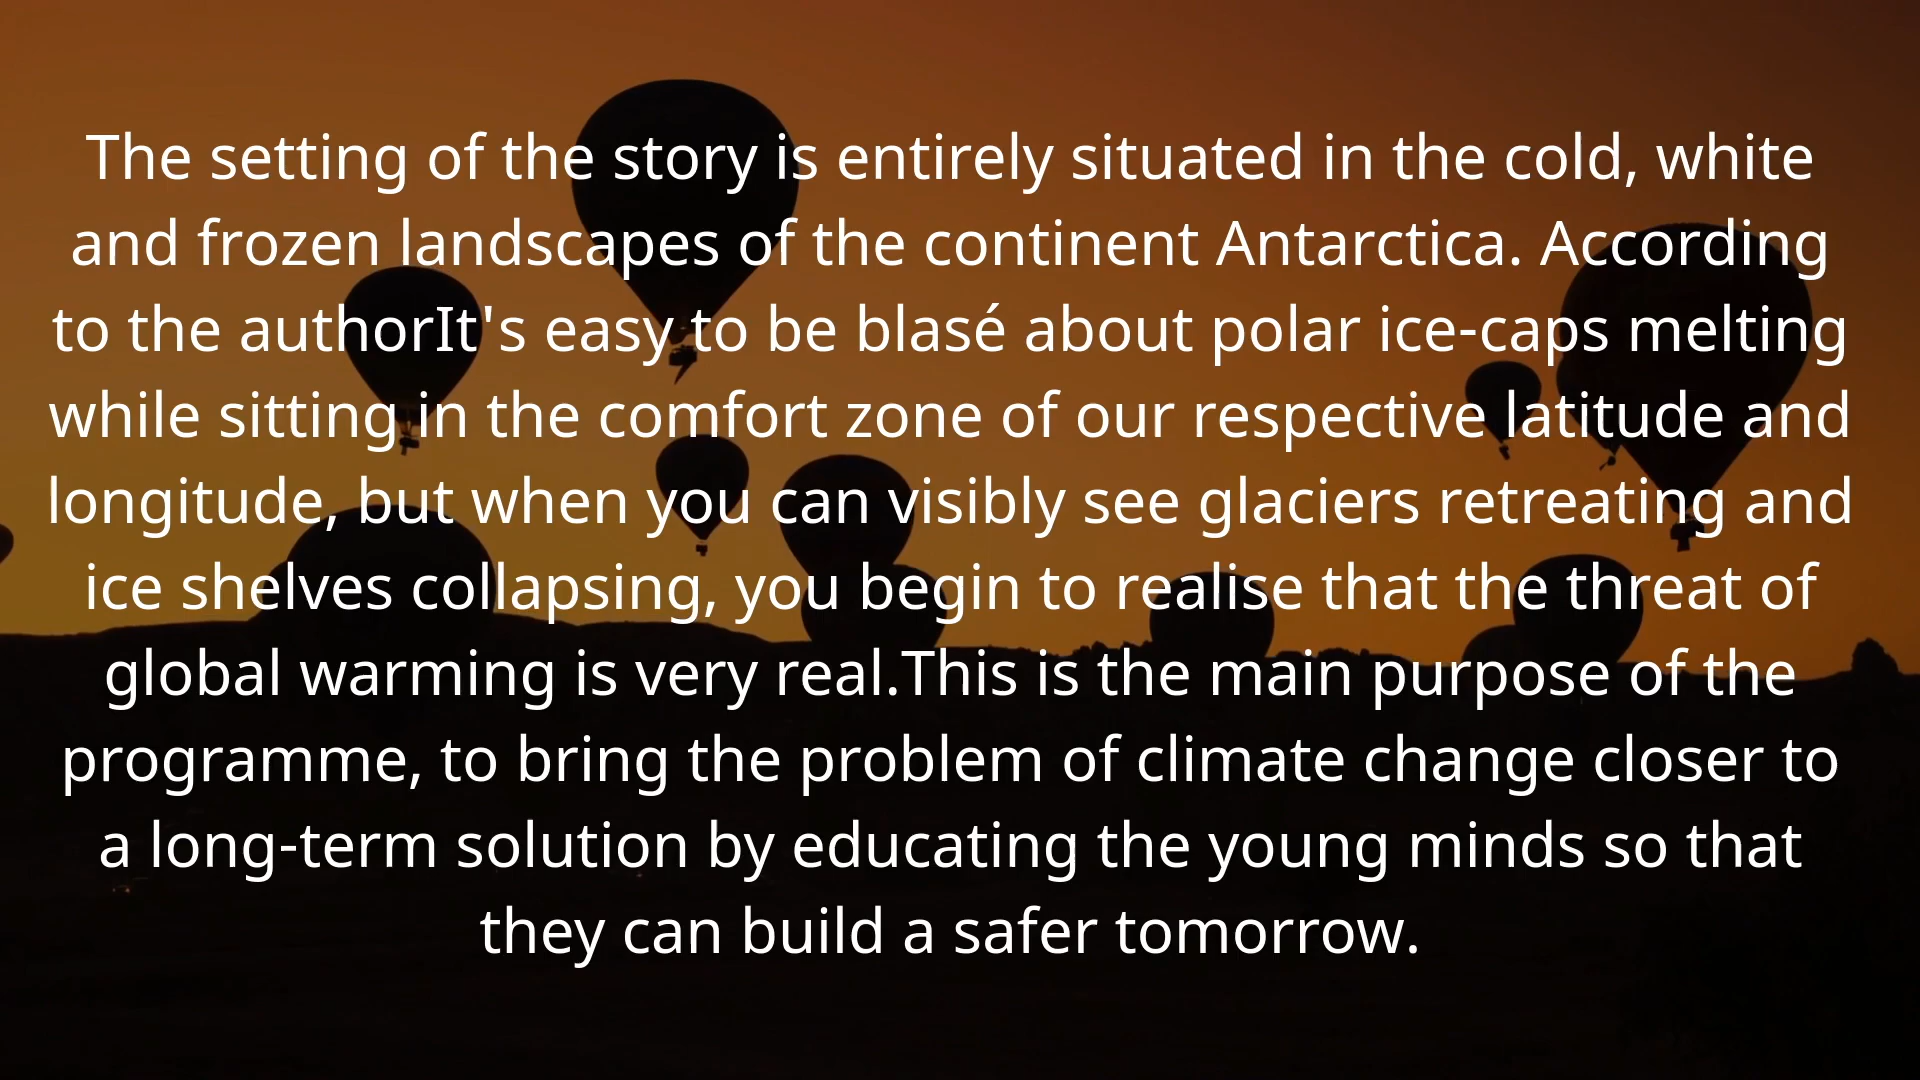 The setting of the story is entirely situated in the cold, white
and frozen landscapes of the continent Antarctica. According
to the authorIt's easy to be blasé about polar ice-caps melting
while sitting in the comfort zone of our respective latitude and
longitude, but when you can visibly see glaciers retreating and
ice shelves collapsing, you begin to realise that the threat of
global warming is very real.This is the main purpose of the
programme, to bring the problem of climate change closer to
a long-term solution by educating the young minds so that
they can build a safer tomorrow.